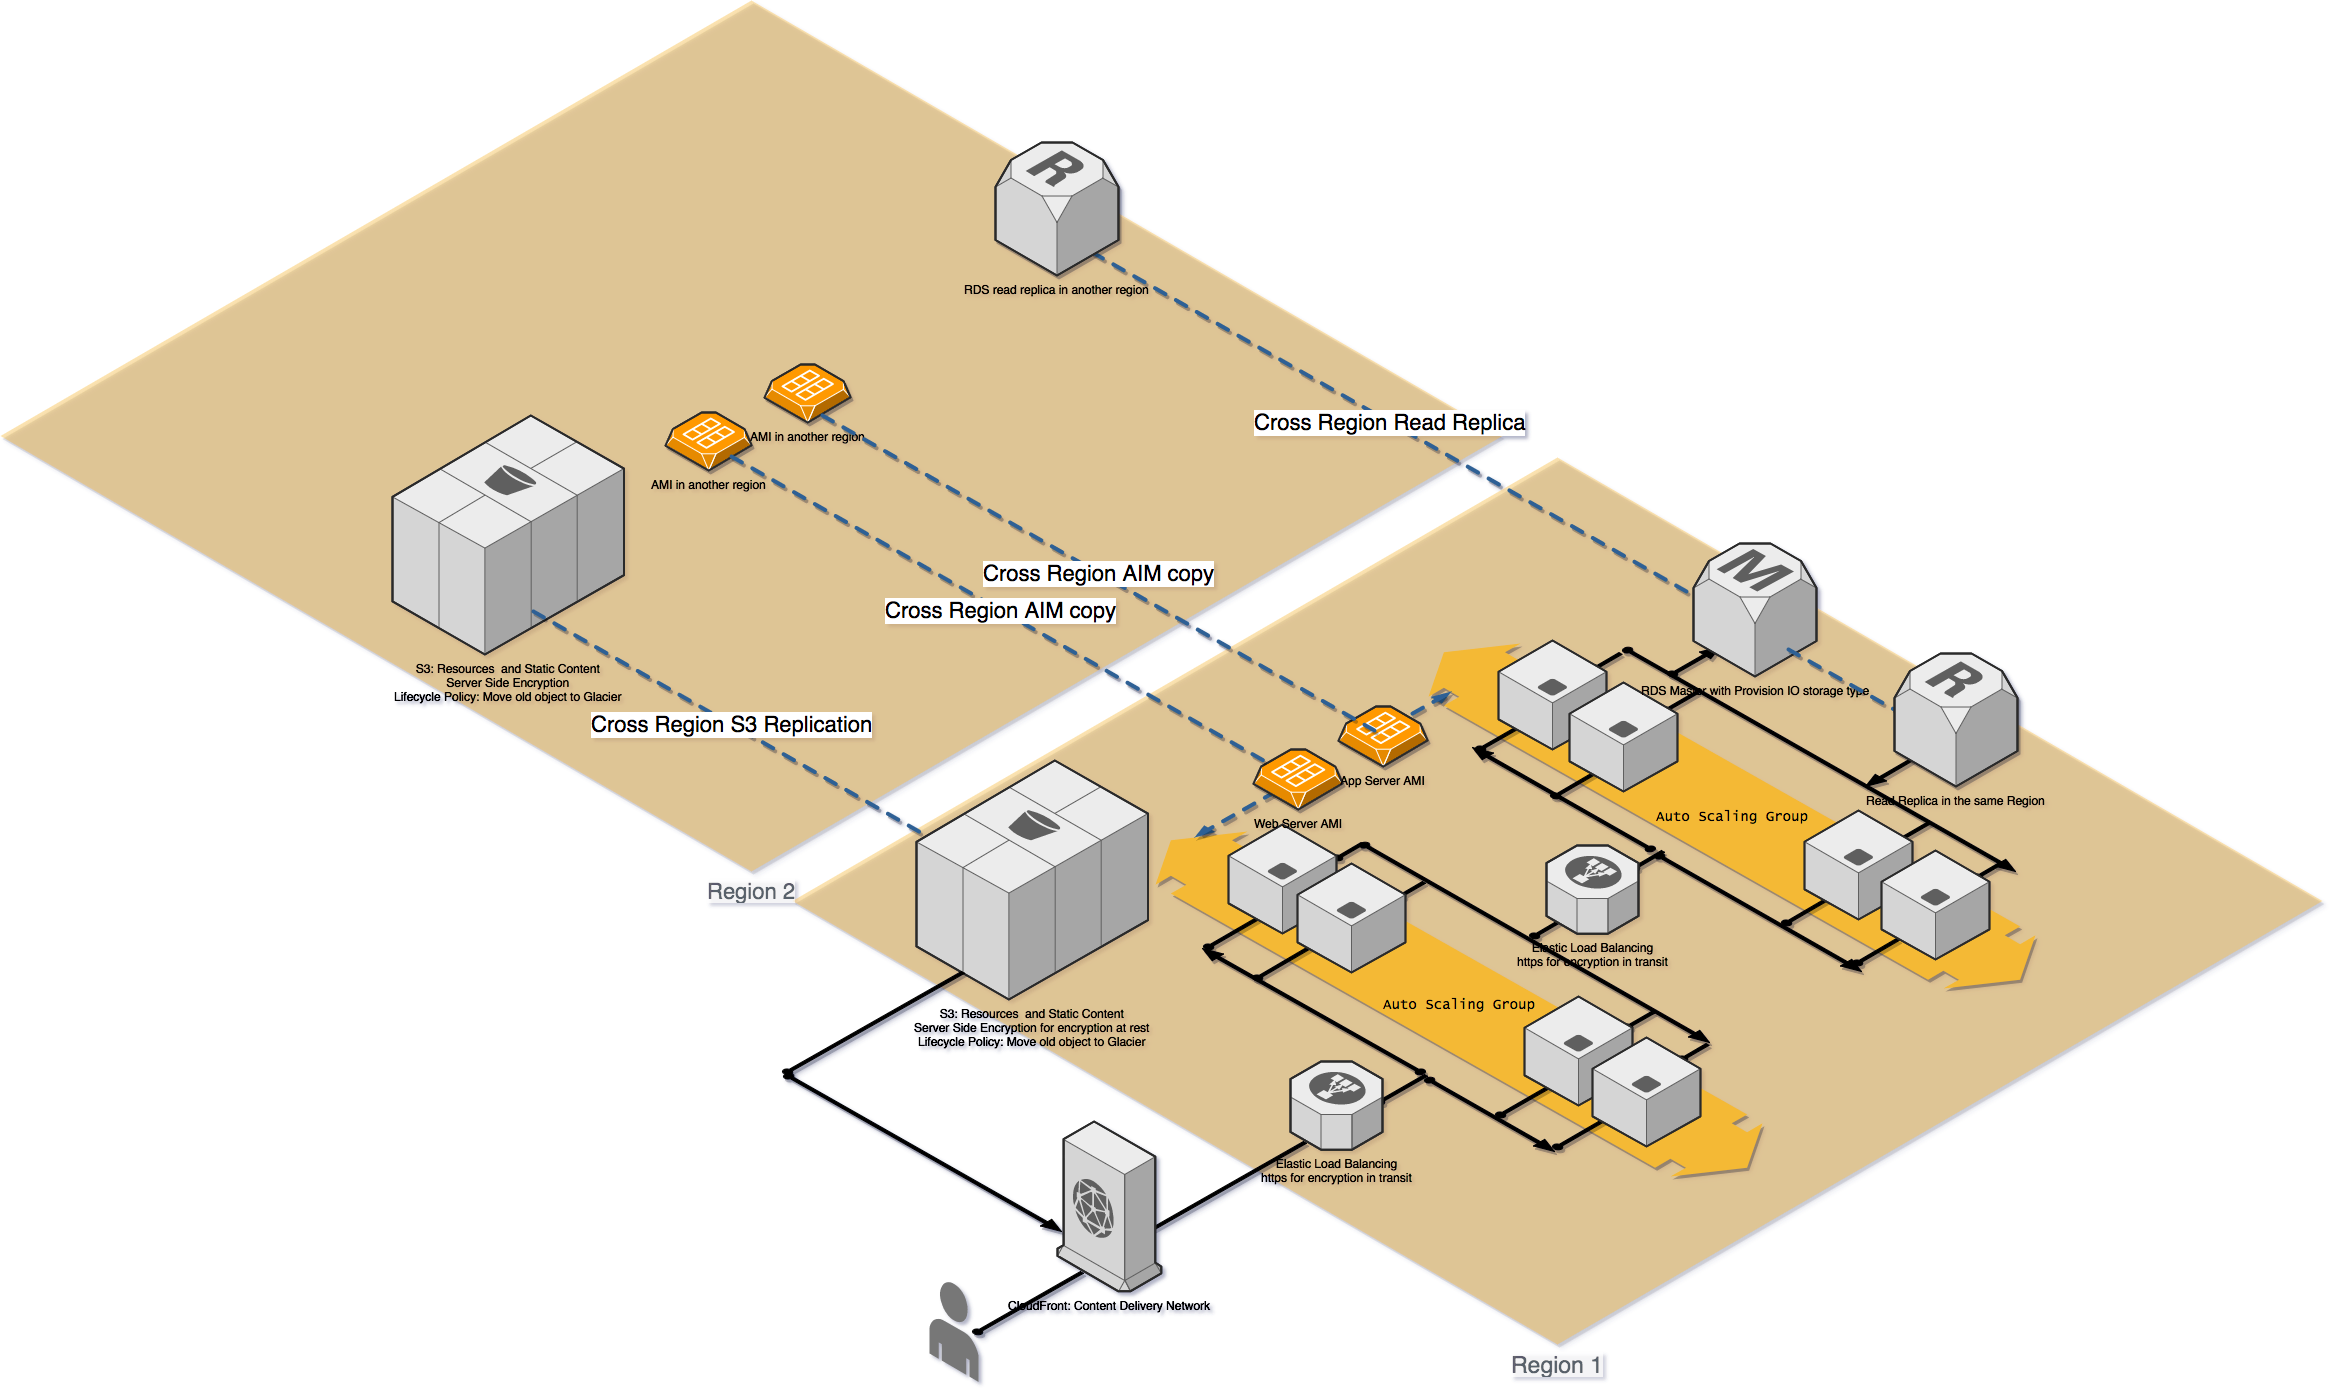 R
RDS read replica in another region
Cross Region Read Replica
AMI in another region
AMI in another region
S3: Resources and Static Content
Server Side Encryption
Lifecycle Policy: Move old object to Glacier
Cross Region AIM copy
Cross Region AIM copy
Cross Region S3 Replication
M
RDS Master with Provision IO storage type
R
Read Replica in the same Region
App Server AMI
Web Server AMI
Auto Scaling Group
Region 2
Elastic Load Balancing
https for encryption in transit
Auto Scaling Group
S3: Resources and Static Content
Server Side Encryption for encryption at rest
Lifecycle Policy: Move old object to Glacier
Elastic Load Balancing
https for encryption in transit
CloudFront: Content Delivery Network
Region 1